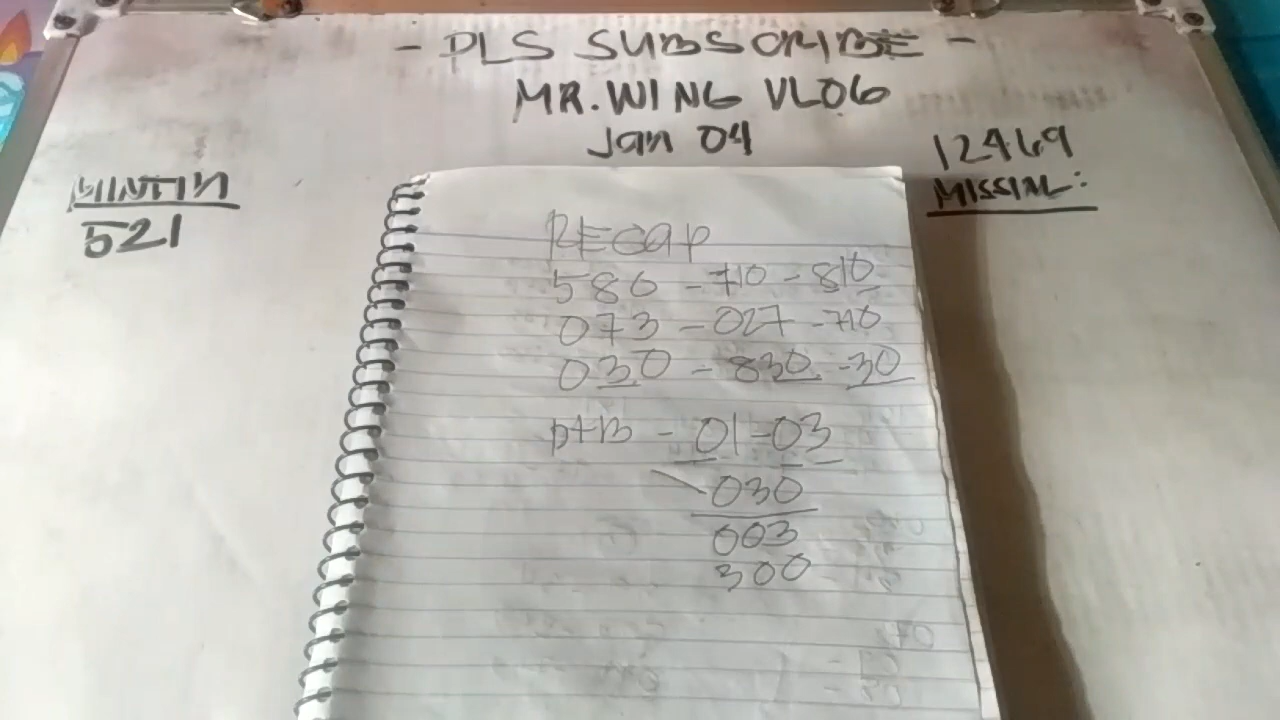 - PLS SUBSCRIBE -
MR. WING VLOG
Jan 04
12469
MISSING:
MINTIN
521
RECAP
586 - 710 - 810
073 - 027 - 710
030 - 830 - 30
- 01 - 03
030
003
300